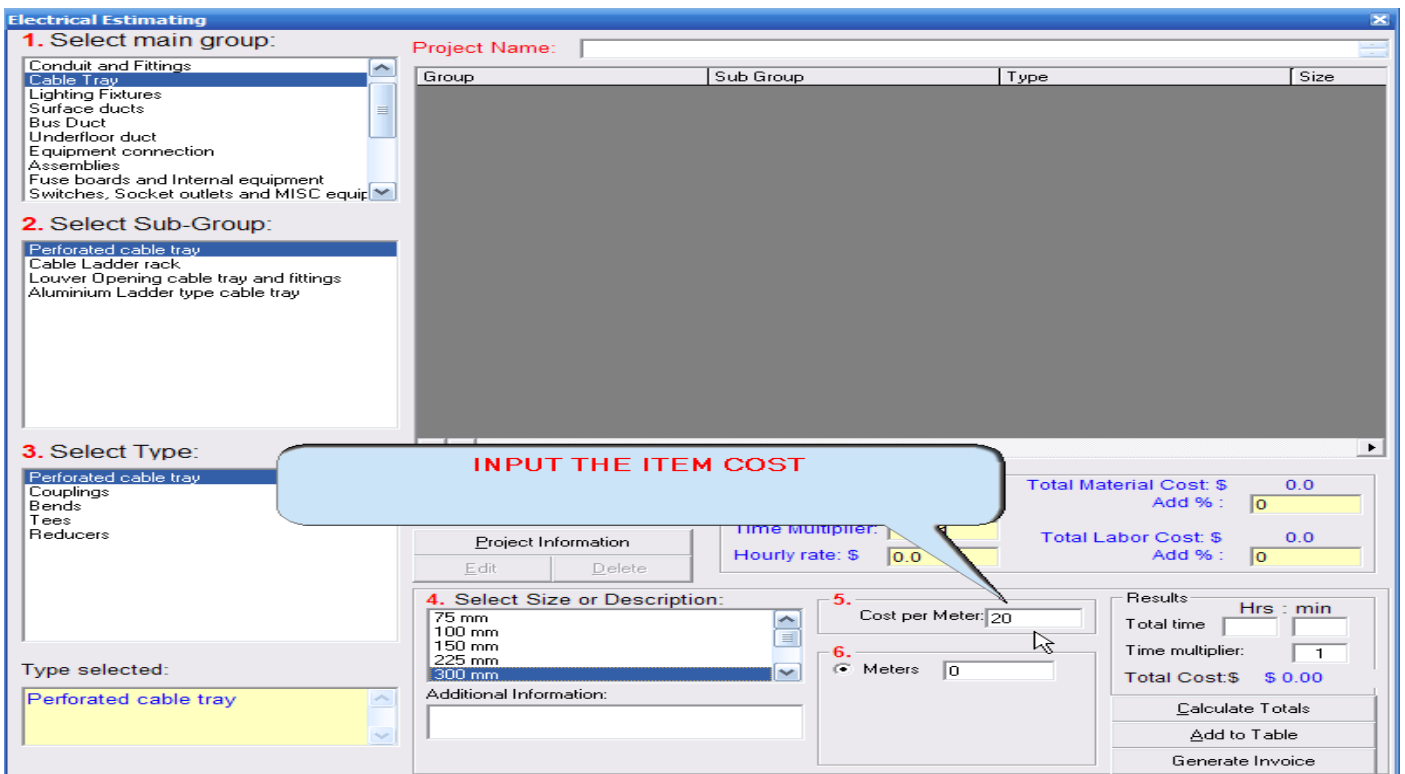 Electrical Estimating
1. Select main group:
Conduit and Fittings
Cable Tray
Lighting Fixtures
Surface ducts
Bus Duct
Underfloor duct
Equipment connection
Assemblies
Fuse boards and Internal equipment
Switches, Socket outlets and MISC equip
2. Select Sub-Group:
Perforated cable tray
Cable Ladder rack
Louver Opening cable tray and fittings
Aluminium Ladder type cable tray
3. Select Type:
Perforated cable tray
Couplings
Bends
Tees
Reducers
Type selected:
Perforated cable tray
Project Name:
Group Sub Group Type Size
INPUT THE ITEM COST
Project Information
Edit Delete
Time Multiplier:
Hourly rate: $ 0.0
Total Material Cost: $ 0.0
Add % : 0
Total Labor Cost: $ 0.0
Add % : 0
4. Select Size or Description:
75 mm
100 mm
150 mm
225 mm
300 mm
Additional Information:
5.
Cost per Meter: 20
6.
Meters 0
Results
Hrs : min
Total time
Time multiplier: 1
Total Cost:$ $ 0.00
Calculate Totals
Add to Table
Generate Invoice